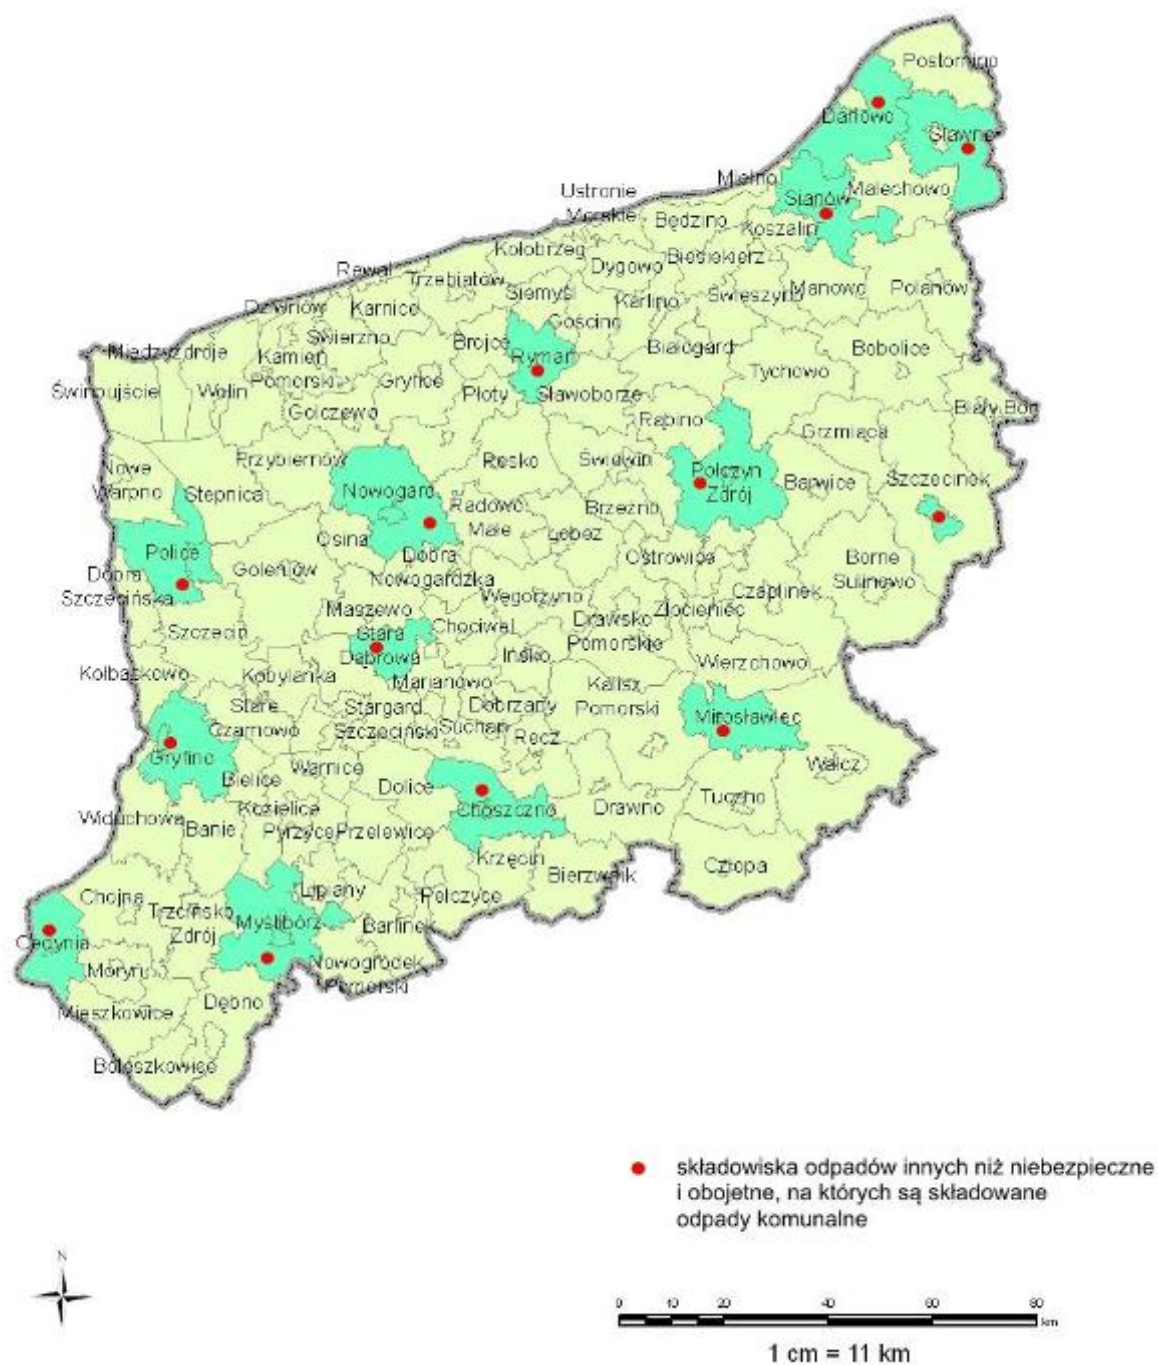 Postomino
Darłowo
Sławno
Mielno
Sianów
Malechowo
Ustronie
Morskie
Będzino
Koszalin
Kołobrzeg
Dygowo
Biesiekierz
Rewal
Trzebiatów
Siemyśl
Karlino
Świeszyno
Manowo
Polanów
Dziwnów
Karnice
Gościno
Świerzno
Brojce
Rymań
Białogard
Bobolice
Międzyzdroje
Kamień
Pomorski
Gryfice
Tychowo
Świnoujście
Wolin
Płoty
Sławoborze
Biały Bór
Golczewo
Rąbino
Grzmiąca
Przybiernów
Resko
Świdwin
Nowe
Warpno
Stepnica
Nowogard
Radowo
Małe
Brzeżno
Połczyn
Zdrój
Barwice
Szczecinek
Osina
Łobez
Police
Dobra
Nowogardzka
Ostrowice
Borne
Sulinowo
Dobra
Szczecińska
Goleniów
Węgorzyno
Czaplinek
Maszewo
Złocieniec
Szczecin
Stara
Dąbrowa
Chociwel
Drawsko
Pomorskie
Ińsko
Wierzchowo
Kołbaskowo
Kobylanka
Marianowo
Kalisz
Pomorski
Stare
Czarnowo
Stargard
Szczeciński
Dobrzany
Suchań
Mirosławiec
Recz
Gryfino
Wałcz
Bielice
Warnice
Dolice
Choszczno
Drawno
Tuczno
Widuchowa
Banie
Kozielice
Pyrzyce
Przelewice
Krzęcin
Bierzwnik
Człopa
Chojna
Lipiany
Pełczyce
Trzcińsko
Zdrój
Myślibórz
Barlinek
Cedynia
Moryń
Nowogródek
Pomorski
Mieszkowice
Dębno
Boleszkowice
składowiska odpadów innych niż niebezpieczne
i obojetne, na których są składowane
odpady komunalne
N
0 10 20 40 60 80
km
1 cm = 11 km